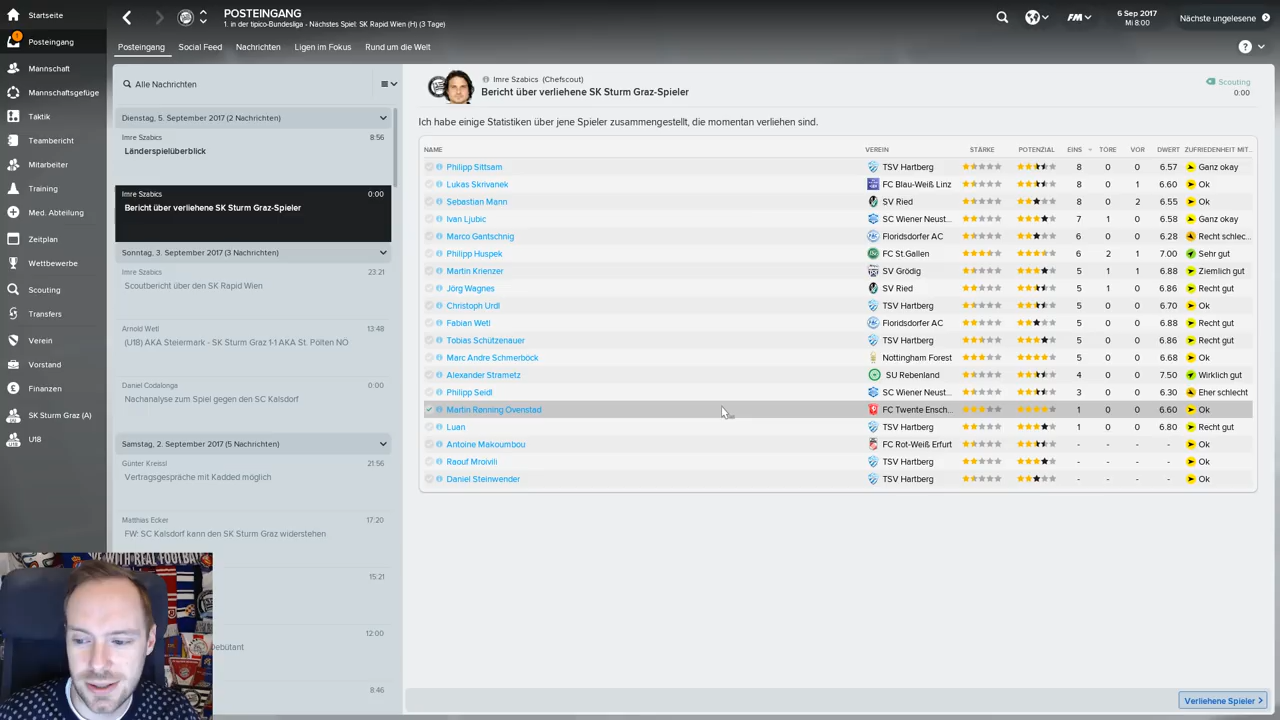 Startseite
Posteingang
Mannschaft
Mannschaftsgefüge
Taktik
Teambericht
Mitarbeiter
Training
Med. Abteilung
Zeitplan
Wettbewerbe
Scouting
Transfers
Verein
Vorstand
Finanzen
SK Sturm Graz (A)
U18
POSTEINGANG
1. in der tipico-Bundesliga - Nächstes Spiel: SK Rapid Wien (H) (3 Tage)
FM
6 Sep 2017
Mi 8:00
Nächste ungelesene
Posteingang Social Feed Nachrichten Ligen im Fokus Rund um die Welt
Alle Nachrichten
Dienstag, 5. September 2017 (2 Nachrichten)
Imre Szabics 8:56
Länderspielüberblick
Imre Szabics 0:00
Bericht über verliehene SK Sturm Graz-Spieler
Sonntag, 3. September 2017 (3 Nachrichten)
Imre Szabics 23:21
Scoutbericht über den SK Rapid Wien
Arnold Wetl 13:48
(U18) AKA Steiermark - SK Sturm Graz 1-1 AKA St. Pölten NÖ
Daniel Codalonga 0:00
Nachanalyse zum Spiel gegen den SC Kalsdorf
Samstag, 2. September 2017 (5 Nachrichten)
Günter Kreissl 21:56
Vertragsgespräche mit Kadded möglich
Matthias Ecker 17:20
FW: SC Kalsdorf kann den SK Sturm Graz widerstehen
15:21
12:00
Debutant
8:46
WITH REAL FOOTBALL
Imre Szabics (Chefscout)
Bericht über verliehene SK Sturm Graz-Spieler
Scouting
0:00
Ich habe einige Statistiken über jene Spieler zusammengestellt, die momentan verliehen sind.
NAME VEREIN STÄRKE POTENZIAL EINS TORE VOR DWERT ZUFRIEDENHEIT MIT...
Philipp Sittsam TSV Hartberg 8 0 0 6.57 Ganz okay
Lukas Skrivanek FC Blau-Weiß Linz 8 0 1 6.60 Ok
Sebastian Mann SV Ried 8 0 2 6.55 Ok
Ivan Ljubic SC Wiener Neust... 7 1 0 6.58 Ganz okay
Marco Gantschnig Floridsdorfer AC 6 0 0 6.28 Recht schlec...
Philipp Huspek FC St.Gallen 6 2 1 7.00 Sehr gut
Martin Krienzer SV Grödig 5 1 1 6.88 Ziemlich gut
Jörg Wagnes SV Ried 5 1 0 6.86 Recht gut
Christoph Urdl TSV Hartberg 5 0 0 6.70 Ok
Fabian Wetl Floridsdorfer AC 5 0 0 6.88 Recht gut
Tobias Schützenauer TSV Hartberg 5 0 0 6.86 Recht gut
Marc Andre Schmerböck Nottingham Forest 5 0 0 6.68 Ok
Alexander Strametz SU Rebenland 4 0 0 7.50 Wirklich gut
Philipp Seidl SC Wiener Neust... 3 0 0 6.30 Eher schlecht
Martin Rønning Ovenstad FC Twente Ensch... 1 0 0 6.60 Ok
Luan TSV Hartberg 1 0 0 6.80 Recht gut
Antoine Makoumbou FC Rot-Weiß Erfurt - - - - Ok
Raouf Mroivili TSV Hartberg - - - - Ok
Daniel Steinwender TSV Hartberg - - - - Ok
Verliehene Spieler